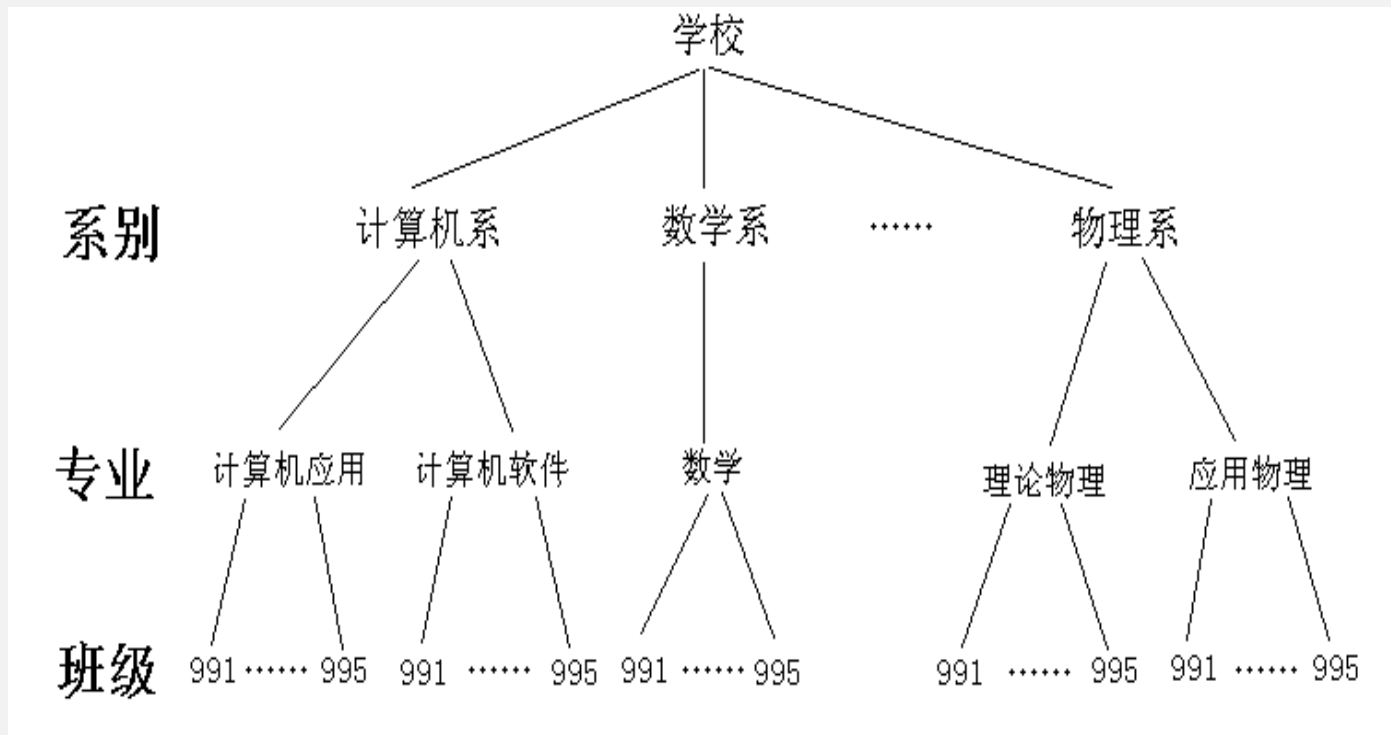 学校
系别 计算机系 数学系 …… 物理系
专业 计算机应用 计算机软件 数学 理论物理 应用物理
班级 991 …… 995 991 …… 995 991 …… 995 991 …… 995 991 …… 995